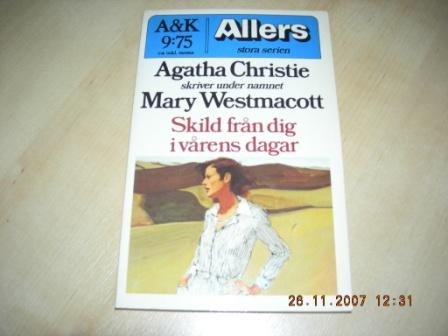 A&K
9:75
Allers
stora serien
Agatha Christie
skriver under namnet
Mary Westmacott
Skild från dig
i vårens dagar
26.11.2007 12:31